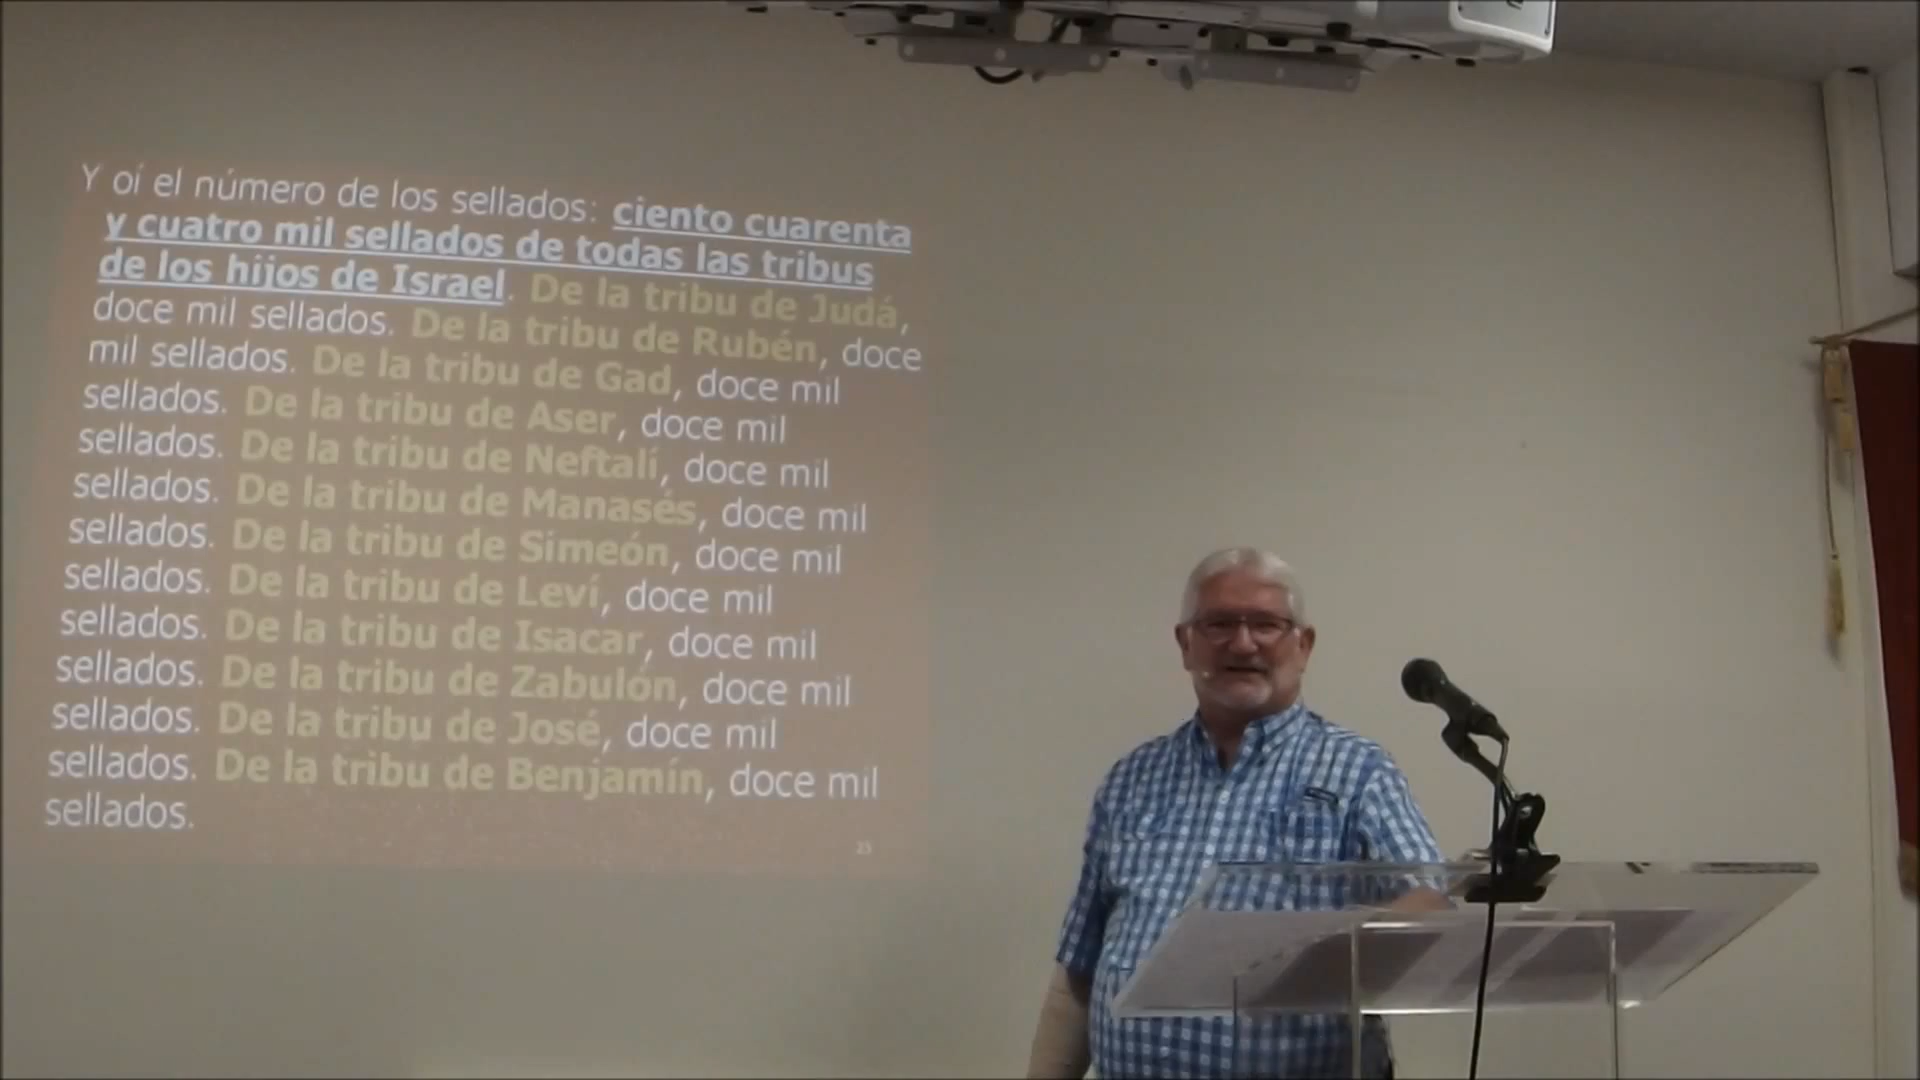 Y oí el número de los sellados: ciento cuarenta
y cuatro mil sellados de todas las tribus
de los hijos de Israel. De la tribu de Judá,
doce mil sellados. De la tribu de Rubén, doce
mil sellados. De la tribu de Gad, doce mil
sellados. De la tribu de Aser, doce mil
sellados. De la tribu de Neftalí, doce mil
sellados. De la tribu de Manasés, doce mil
sellados. De la tribu de Simeón, doce mil
sellados. De la tribu de Leví, doce mil
sellados. De la tribu de Isacar, doce mil
sellados. De la tribu de Zabulón, doce mil
sellados. De la tribu de José, doce mil
sellados. De la tribu de Benjamín, doce mil
sellados.